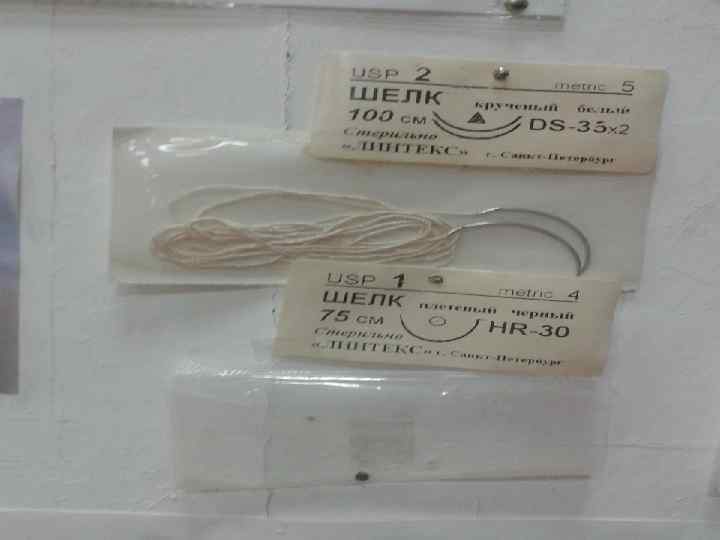 USP 2 metric 5
ШЕЛК крученый белый
100 см DS-35x2
Стерильно
«ЛИНТЕКС» г. Санкт-Петербург
USP 1 metric 4
ШЕЛК плетеный черный
75 см HR-30
Стерильно
«ЛИНТЕКС» г. Санкт-Петербург